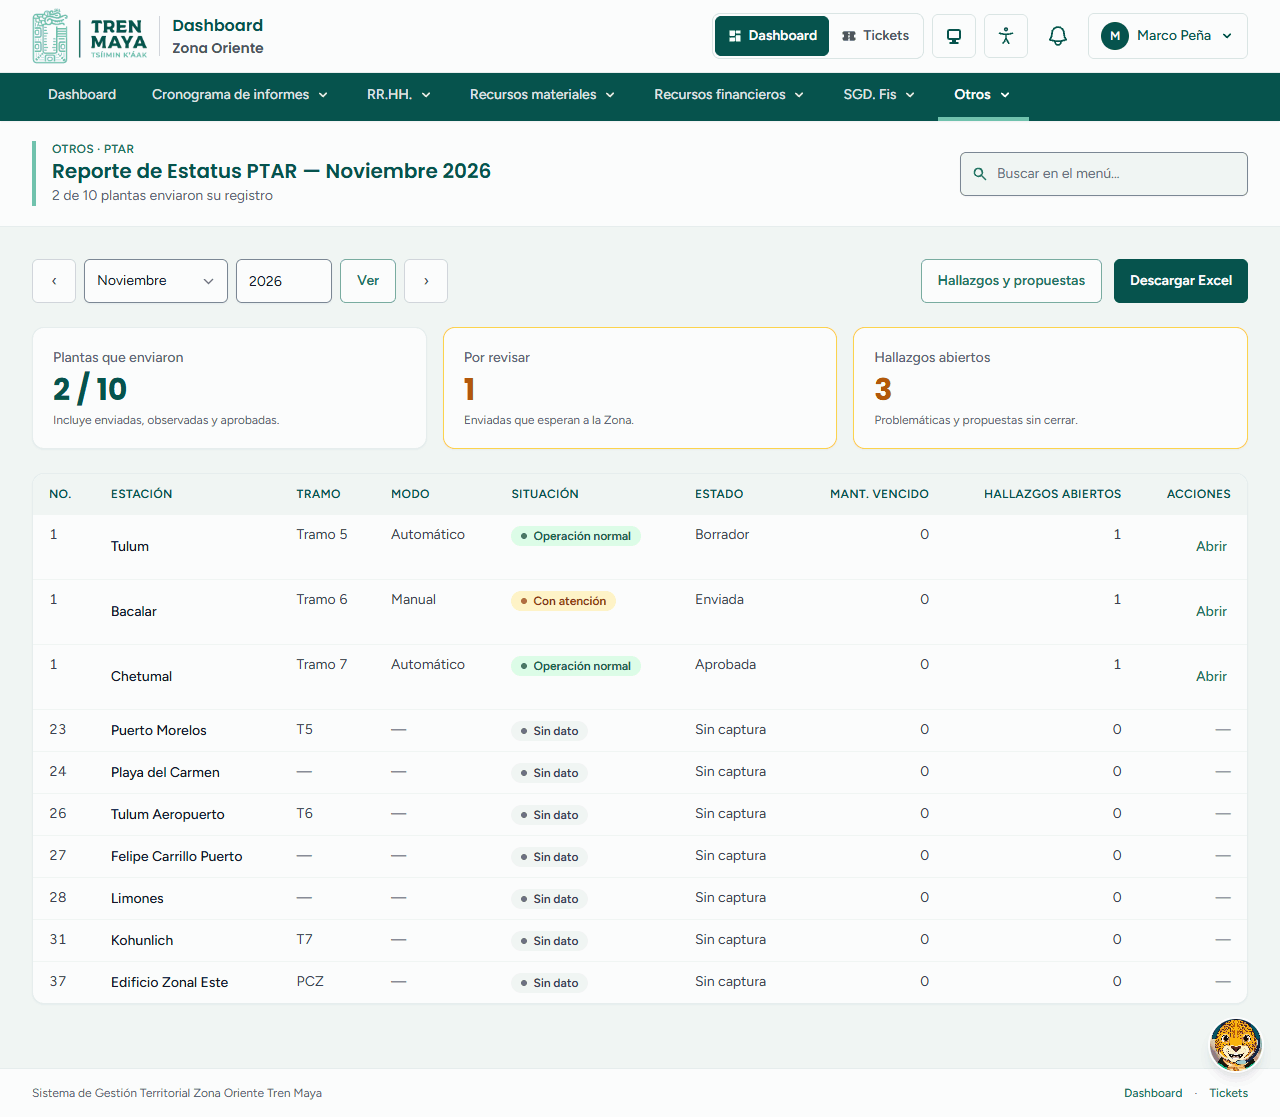 TREN
MAYA
TSÍIMIN K'ÁAK
Dashboard
Zona Oriente
Dashboard
Tickets
M
Marco Peña
Dashboard
Cronograma de informes
RR.HH.
Recursos materiales
Recursos financieros
SGD. Fis
Otros
OTROS · PTAR
Reporte de Estatus PTAR — Noviembre 2026
2 de 10 plantas enviaron su registro
Buscar en el menú...
‹
Noviembre
2026
Ver
›
Hallazgos y propuestas
Descargar Excel
Plantas que enviaron
2 / 10
Incluye enviadas, observadas y aprobadas.
Por revisar
1
Enviadas que esperan a la Zona.
Hallazgos abiertos
3
Problemáticas y propuestas sin cerrar.
NO. ESTACIÓN TRAMO MODO SITUACIÓN ESTADO MANT. VENCIDO HALLAZGOS ABIERTOS ACCIONES
1 Tulum Tramo 5 Automático Operación normal Borrador 0 1 Abrir
1 Bacalar Tramo 6 Manual Con atención Enviada 0 1 Abrir
1 Chetumal Tramo 7 Automático Operación normal Aprobada 0 1 Abrir
23 Puerto Morelos T5 — Sin dato Sin captura 0 0 —
24 Playa del Carmen — — Sin dato Sin captura 0 0 —
26 Tulum Aeropuerto T6 — Sin dato Sin captura 0 0 —
27 Felipe Carrillo Puerto — — Sin dato Sin captura 0 0 —
28 Limones — — Sin dato Sin captura 0 0 —
31 Kohunlich T7 — Sin dato Sin captura 0 0 —
37 Edificio Zonal Este PCZ — Sin dato Sin captura 0 0 —
Sistema de Gestión Territorial Zona Oriente Tren Maya
Dashboard · Tickets